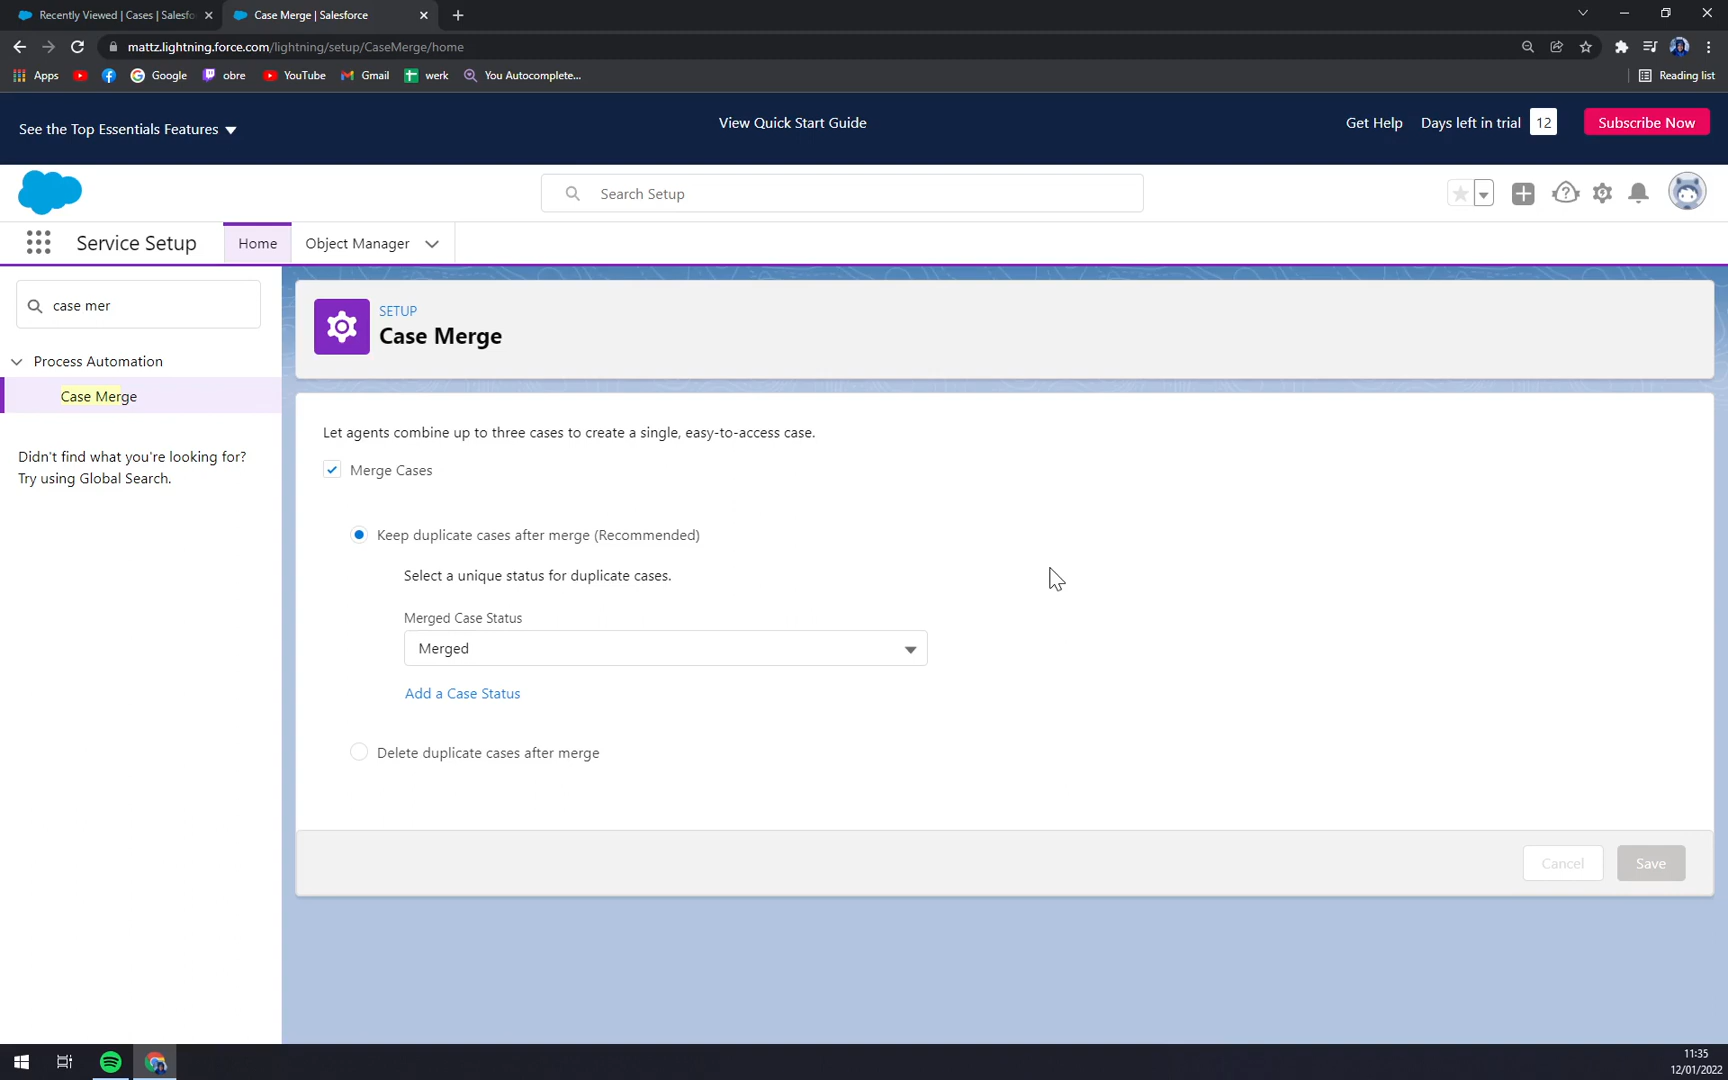 Recently Viewed | Cases | Salesfo
Case Merge | Salesforce
mattz.lightning.force.com/lightning/setup/CaseMerge/home
Apps
Google
obre
YouTube
Gmail
werk
You Autocomplete...
Reading list
See the Top Essentials Features
View Quick Start Guide
Get Help
Days left in trial
12
Subscribe Now
Search Setup
Service Setup
Home
Object Manager
case mer
Process Automation
Case Merge
Didn't find what you're looking for?
Try using Global Search.
SETUP
Case Merge
Let agents combine up to three cases to create a single, easy-to-access case.
Merge Cases
Keep duplicate cases after merge (Recommended)
Select a unique status for duplicate cases.
Merged Case Status
Merged
Add a Case Status
Delete duplicate cases after merge
Cancel
Save
11:35
12/01/2022